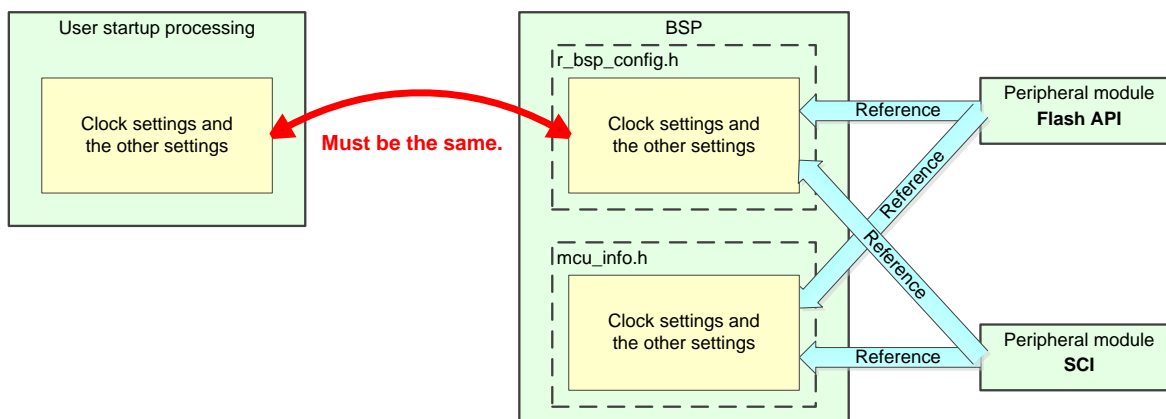 User startup processing
Clock settings and
the other settings
Must be the same.
BSP
r_bsp_config.h
Clock settings and
the other settings
mcu_info.h
Clock settings and
the other settings
Reference
Reference
Reference
Reference
Peripheral module
Flash API
Peripheral module
SCI